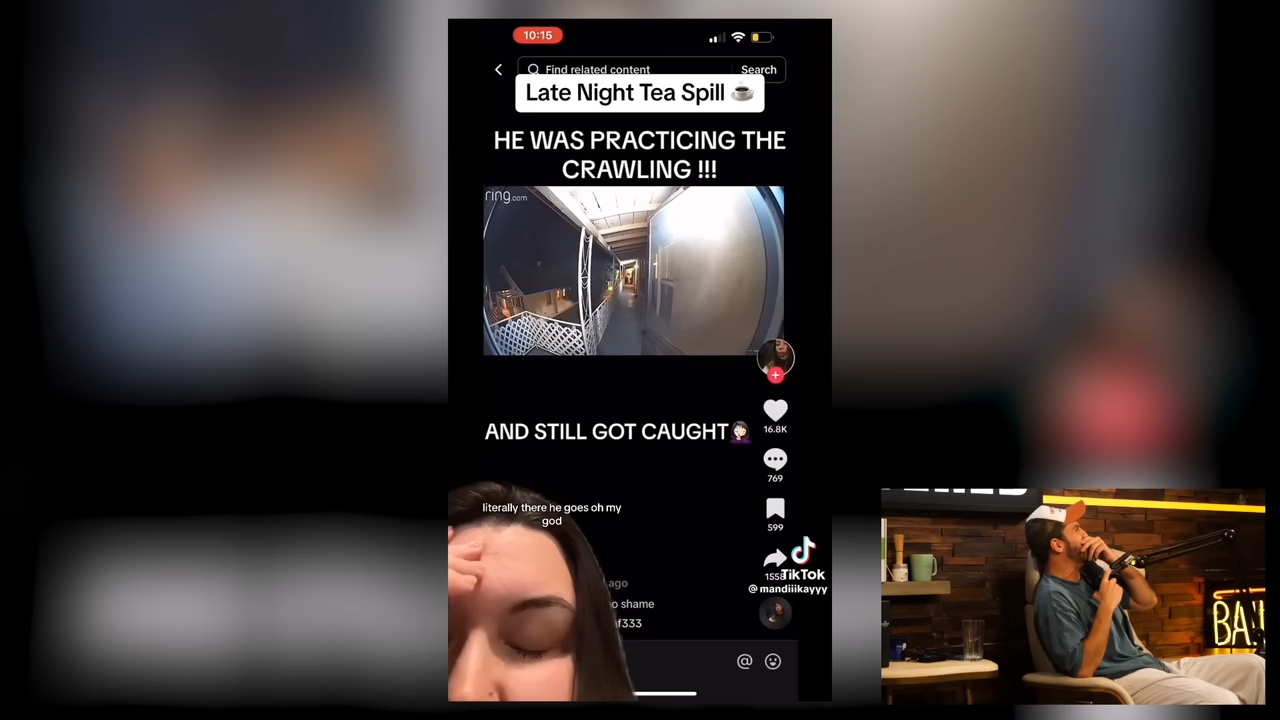 10:15
Find related content
Search
Late Night Tea Spill ☕
HE WAS PRACTICING THE
CRAWLING !!!
ring.com
AND STILL GOT CAUGHT🤦🏻‍♀️
16.8K
769
599
literally there he goes oh my
god
ago
o shame
f333
TikTok
@mandiiikayyy
@
BA